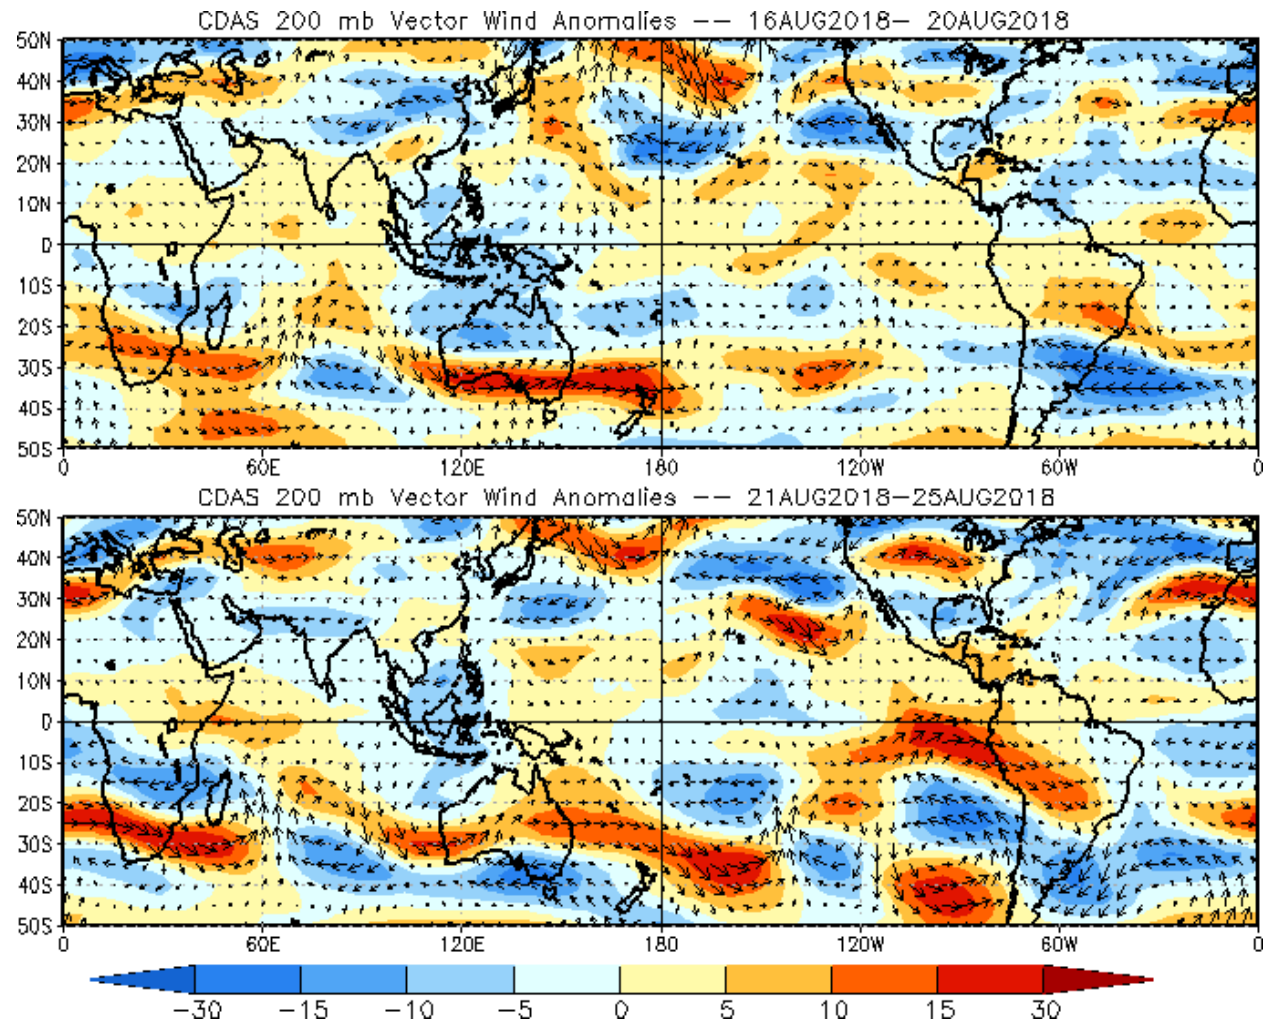 CDAS 200 mb Vector Wind Anomalies -- 16AUG2018- 20AUG2018
50N
40N
30N
20N
10N
0
10S
20S
30S
40S
50S
0 60E 120E 180 120W 60W 0
CDAS 200 mb Vector Wind Anomalies -- 21AUG2018-25AUG2018
50N
40N
30N
20N
10N
0
10S
20S
30S
40S
50S
0 60E 120E 180 120W 60W 0
-30 -15 -10 -5 0 5 10 15 30